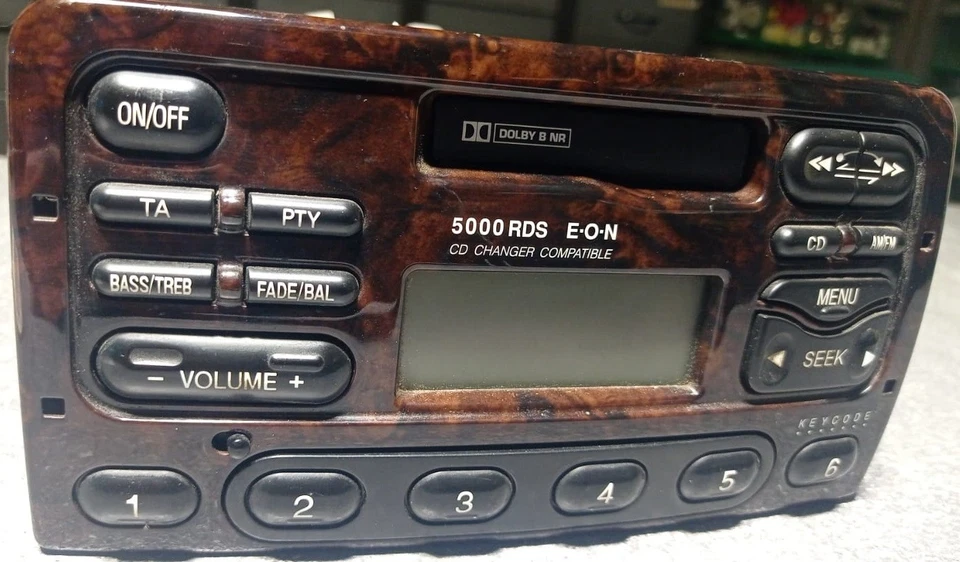 ON/OFF
DOLBY B NR
TA
PTY
5000 RDS E·O·N
CD CHANGER COMPATIBLE
CD
AM/FM
BASS/TREB
FADE/BAL
MENU
- VOLUME +
SEEK
KEYCODE
1
2
3
4
5
6